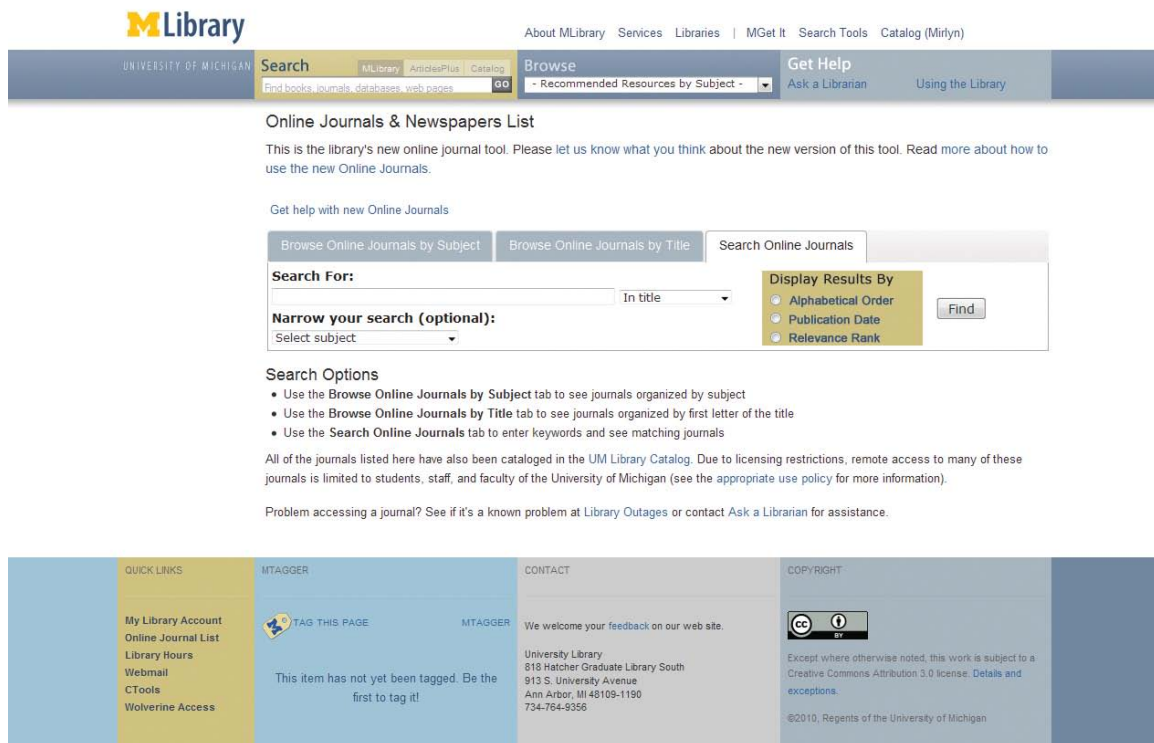 MLibrary
About MLibrary Services Libraries | MGet It Search Tools Catalog (Mirlyn)
UNIVERSITY OF MICHIGAN
Search MLibrary ArticlesPlus Catalog
Find books, journals, databases, web pages GO
Browse
- Recommended Resources by Subject -
Get Help
Ask a Librarian Using the Library
Online Journals & Newspapers List
This is the library's new online journal tool. Please let us know what you think about the new version of this tool. Read more about how to
use the new Online Journals.
Get help with new Online Journals
Browse Online Journals by Subject Browse Online Journals by Title Search Online Journals
Search For:
In title
Narrow your search (optional):
Select subject
Display Results By
Alphabetical Order
Publication Date
Relevance Rank
Find
Search Options
• Use the Browse Online Journals by Subject tab to see journals organized by subject
• Use the Browse Online Journals by Title tab to see journals organized by first letter of the title
• Use the Search Online Journals tab to enter keywords and see matching journals
All of the journals listed here have also been cataloged in the UM Library Catalog. Due to licensing restrictions, remote access to many of these
journals is limited to students, staff, and faculty of the University of Michigan (see the appropriate use policy for more information).
Problem accessing a journal? See if it's a known problem at Library Outages or contact Ask a Librarian for assistance.
QUICK LINKS
My Library Account
Online Journal List
Library Hours
Webmail
CTools
Wolverine Access
MTAGGER
M
TAG THIS PAGE MTAGGER
This item has not yet been tagged. Be the
first to tag it!
CONTACT
We welcome your feedback on our web site.
University Library
818 Hatcher Graduate Library South
913 S. University Avenue
Ann Arbor, MI 48109-1190
734-764-9356
COPYRIGHT
cc
BY
Except where otherwise noted, this work is subject to a
Creative Commons Attribution 3.0 license. Details and
exceptions.
©2010, Regents of the University of Michigan